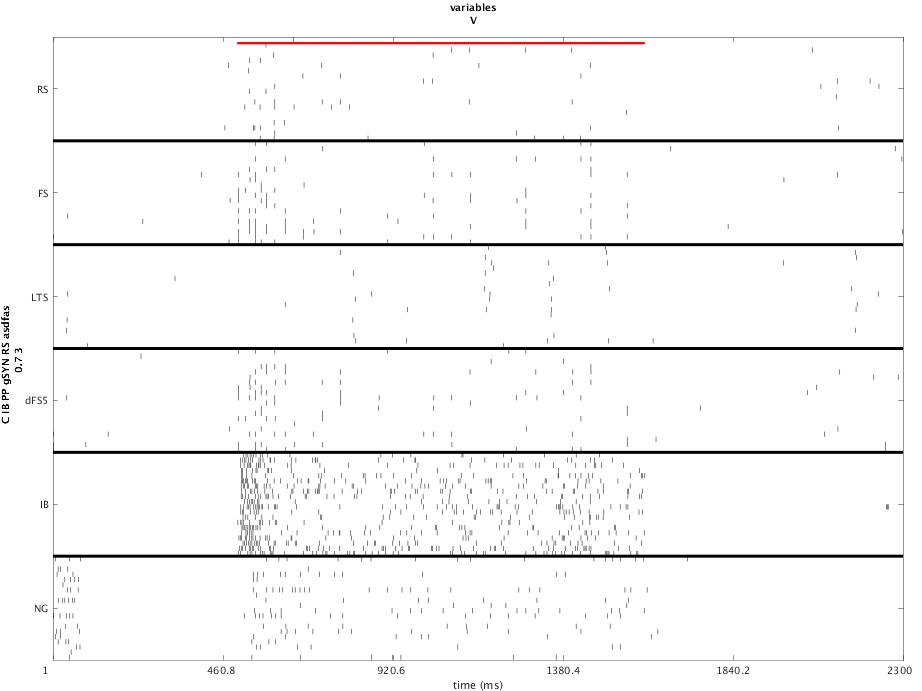 variables
V
RS
FS
LTS
dFS5
IB
NG
C IB PP gSYN RS asdfas
0.7 3
1 460.8 920.6 1380.4 1840.2 2300
time (ms)